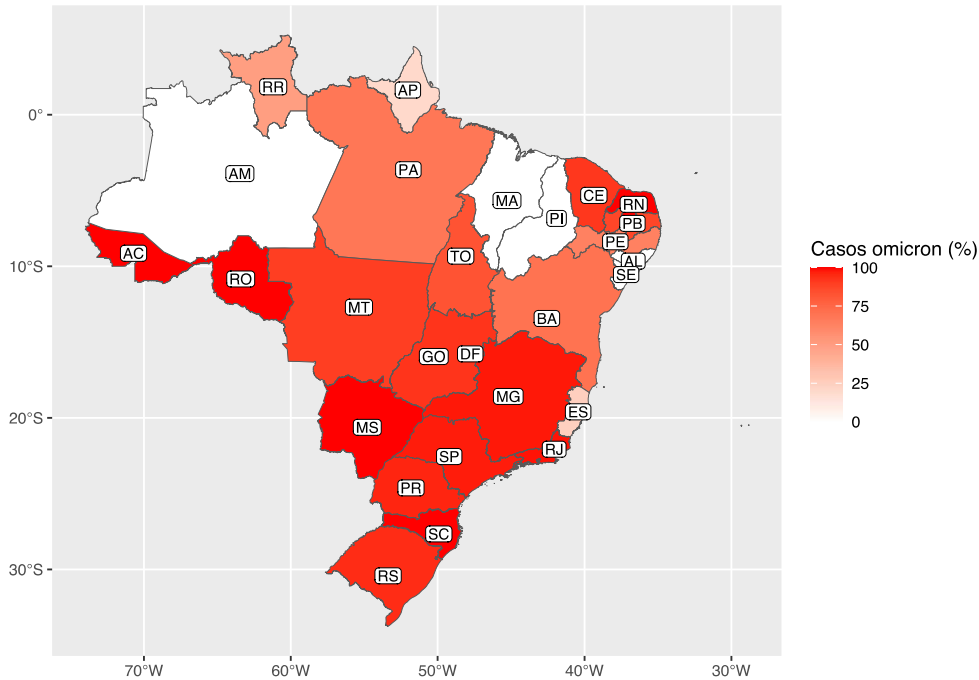 RR
AP
0°
AM
PA
MA
CE
RN
PI
PB
PE
AC
TO
AL
SE
10°S
RO
MT
BA
GO
DF
MG
ES
20°S
MS
RJ
SP
PR
SC
30°S
RS
70°W
60°W
50°W
40°W
30°W
Casos omicron (%)
100
75
50
25
0